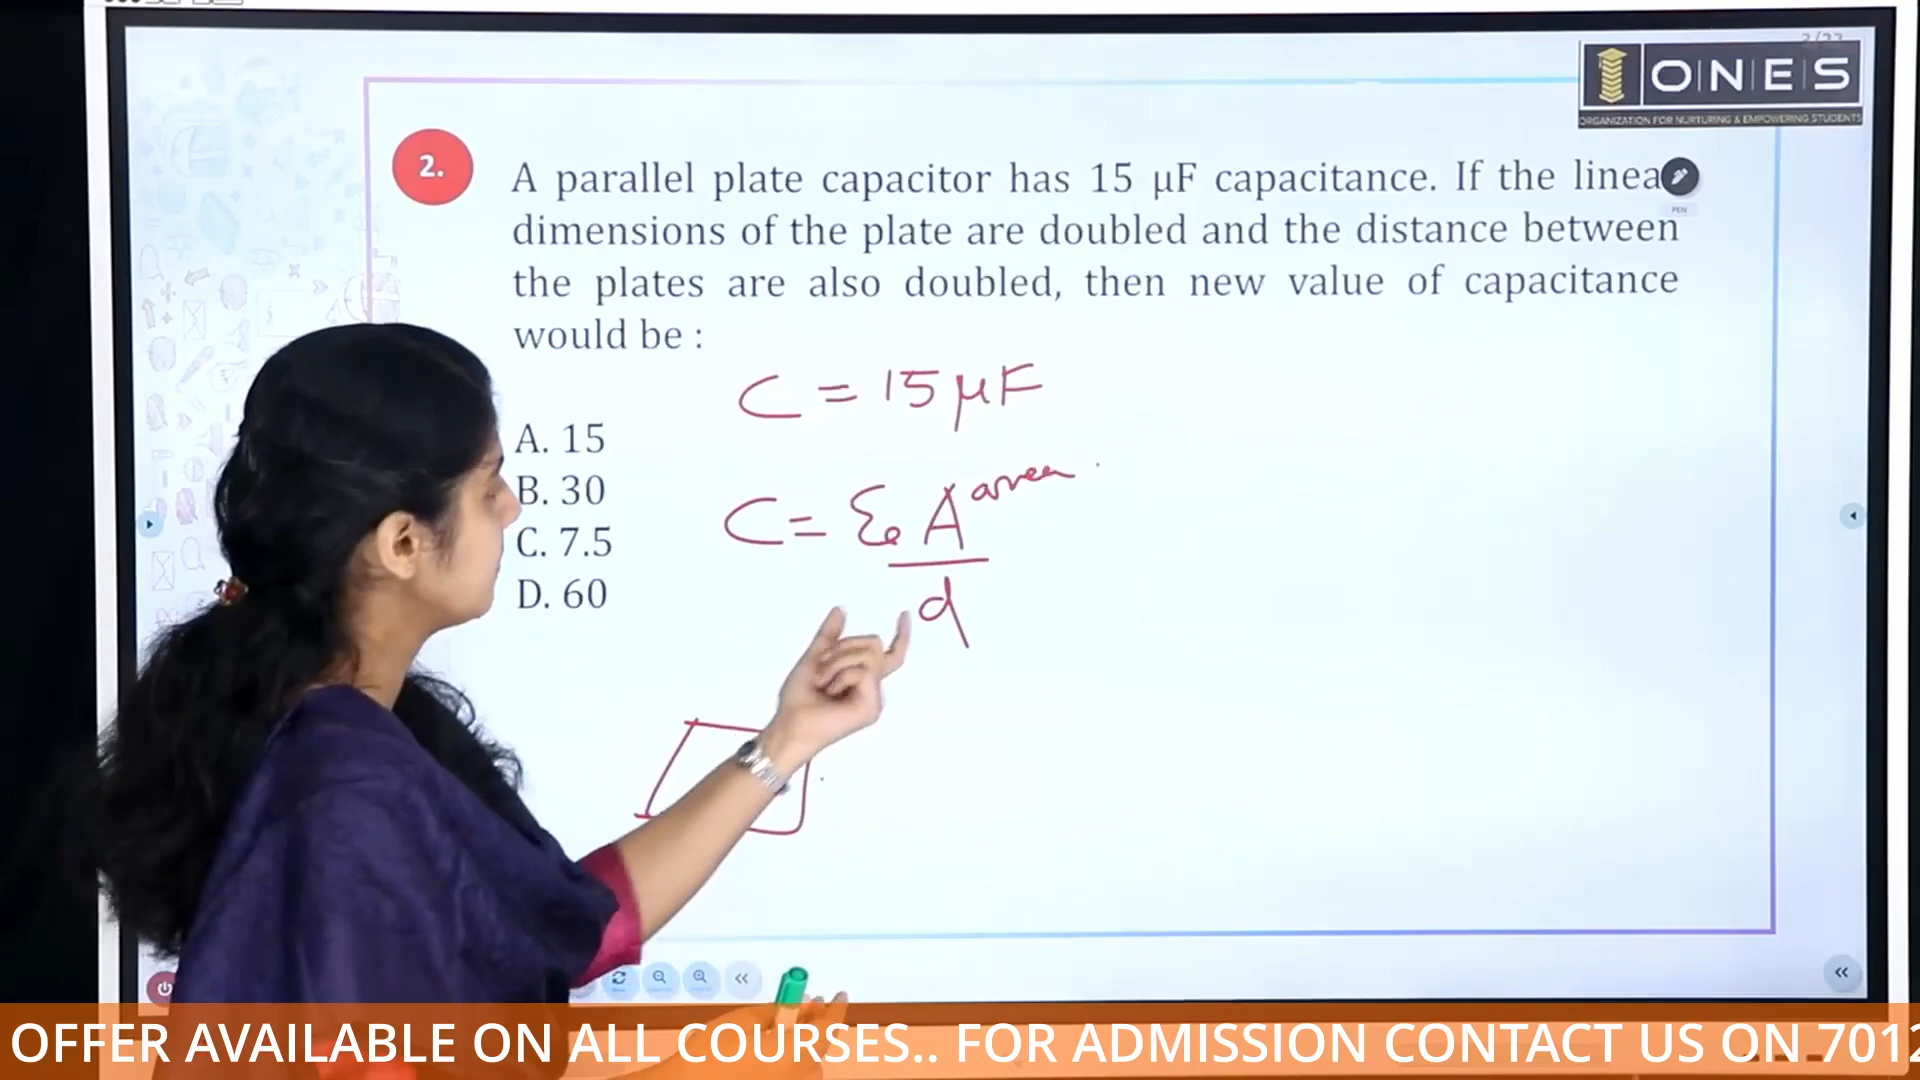 O|N|E|S
ORGANIZATION FOR NURTURING & EMPOWERING STUDENTS
2.
A parallel plate capacitor has 15 μF capacitance. If the linea
PEN
dimensions of the plate are doubled and the distance between
the plates are also doubled, then new value of capacitance
would be :
C = 15 μF
A. 15
B. 30
C. 7.5
D. 60
C = ε₀ A area
d
OFFER AVAILABLE ON ALL COURSES.. FOR ADMISSION CONTACT US ON 7012